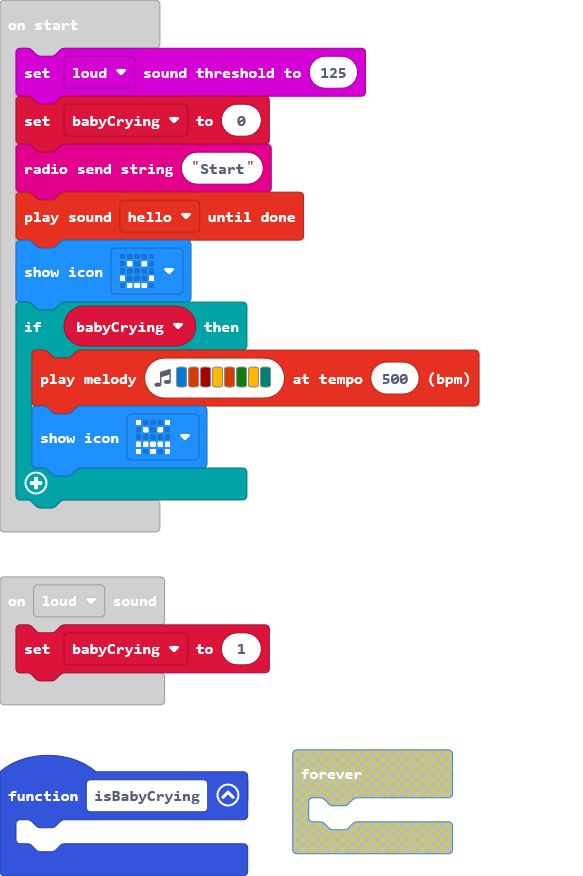 on start
set loud sound threshold to 125
set babyCrying to 0
radio send string "Start"
play sound hello until done
show icon
if babyCrying then
play melody at tempo 500 (bpm)
show icon
on loud sound
set babyCrying to 1
function isBabyCrying
forever